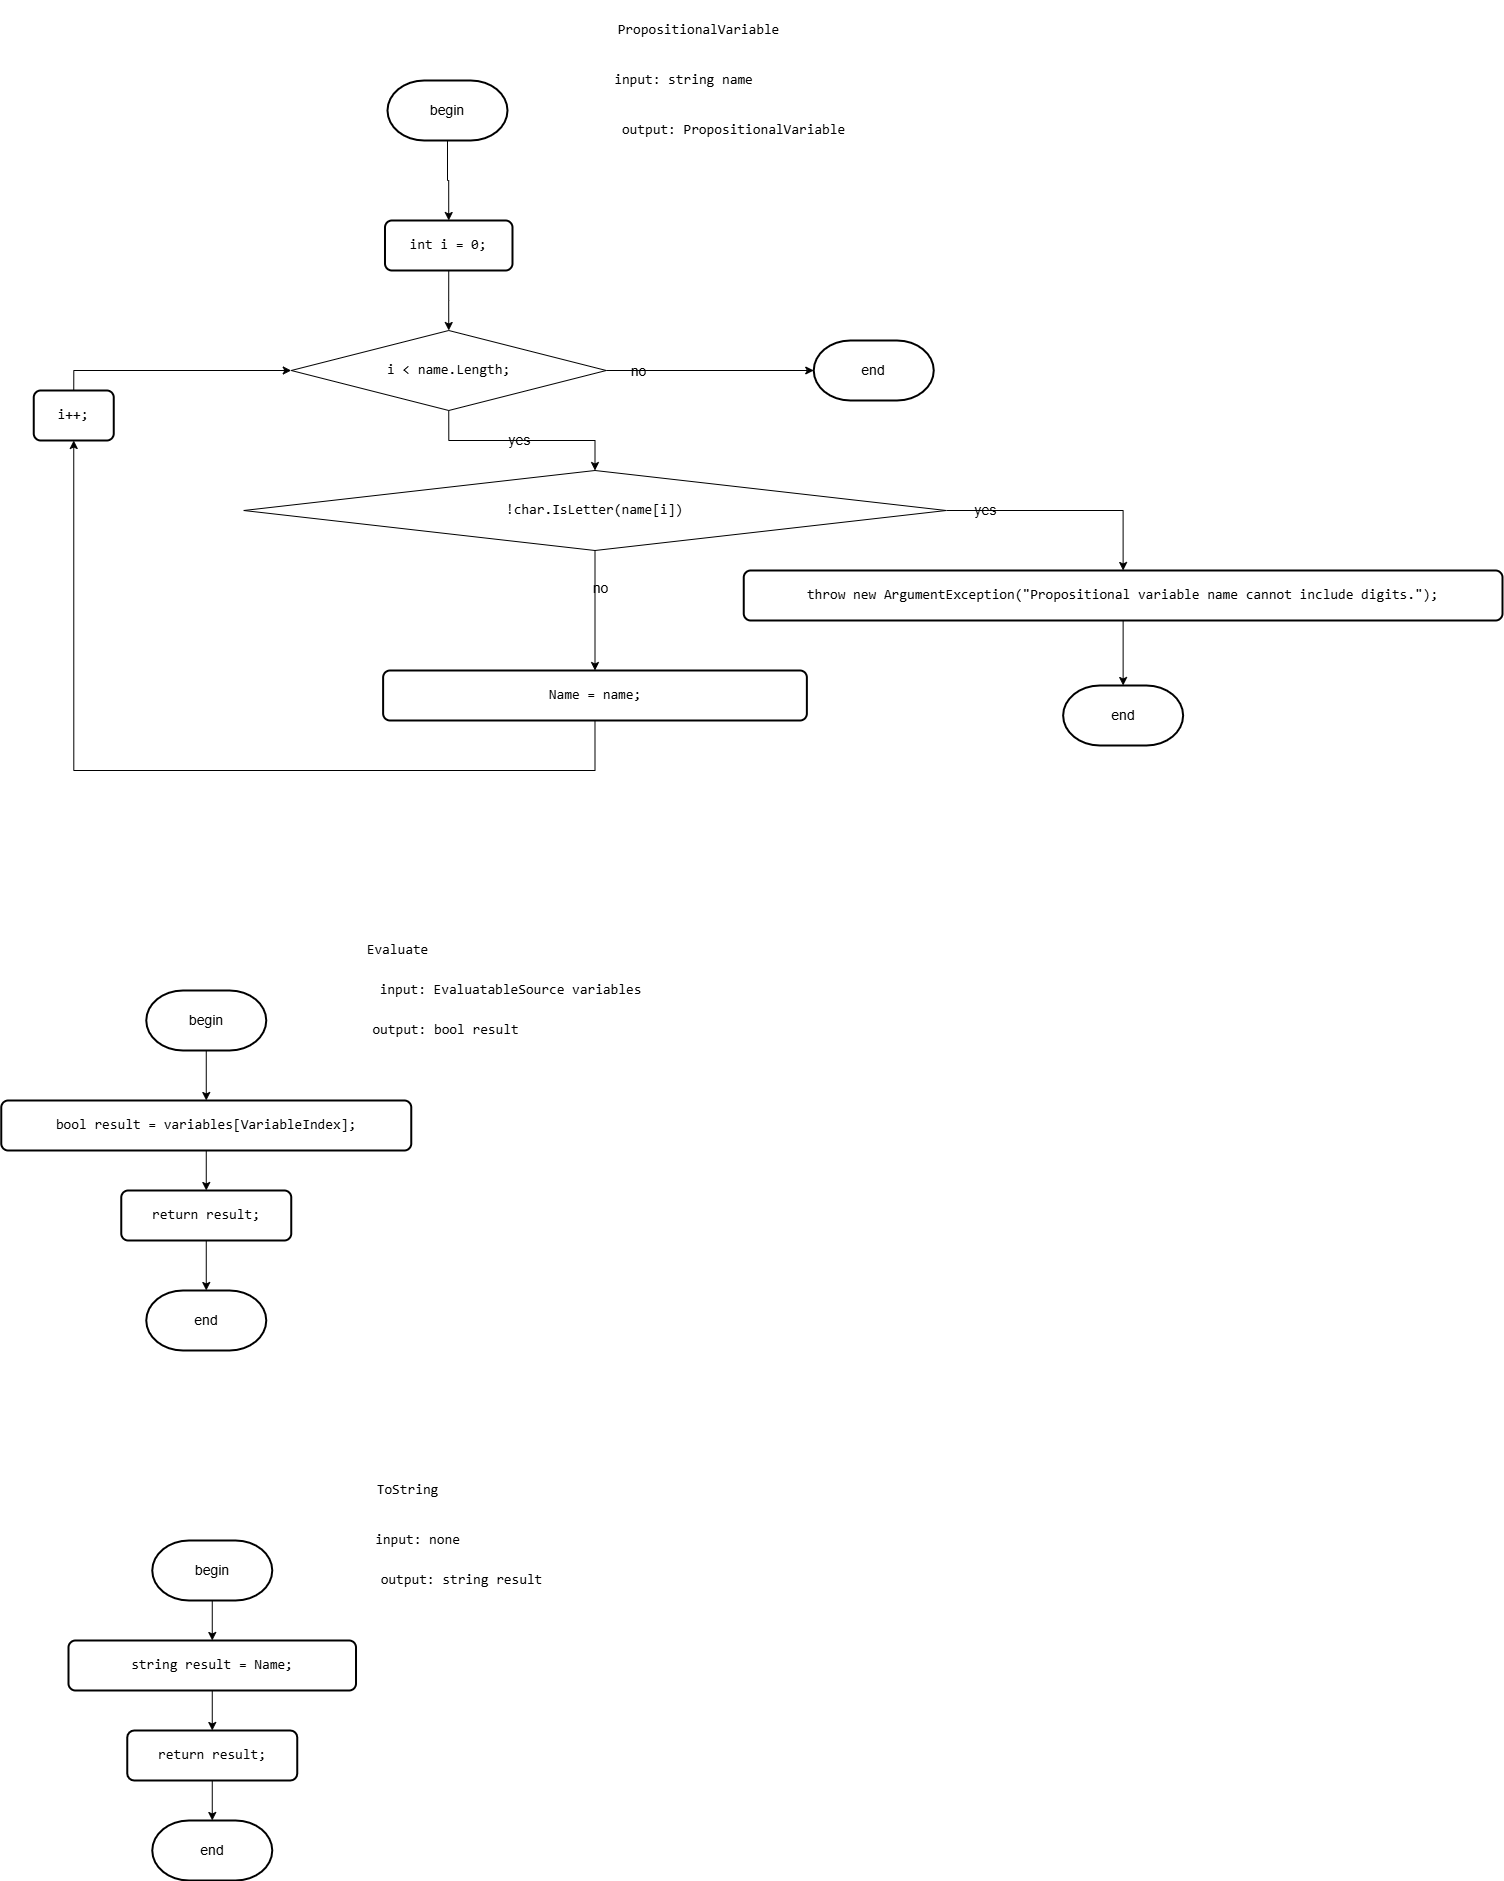 PropositionalVariable
input: string name
begin
output: PropositionalVariable
int i = 0;
i < name.Length;
no
end
i++;
yes
!char.IsLetter(name[i])
yes
no
throw new ArgumentException("Propositional variable name cannot include digits.");
Name = name;
end
Evaluate
input: EvaluatableSource variables
begin
output: bool result
bool result = variables[VariableIndex];
return result;
end
ToString
input: none
begin
output: string result
string result = Name;
return result;
end